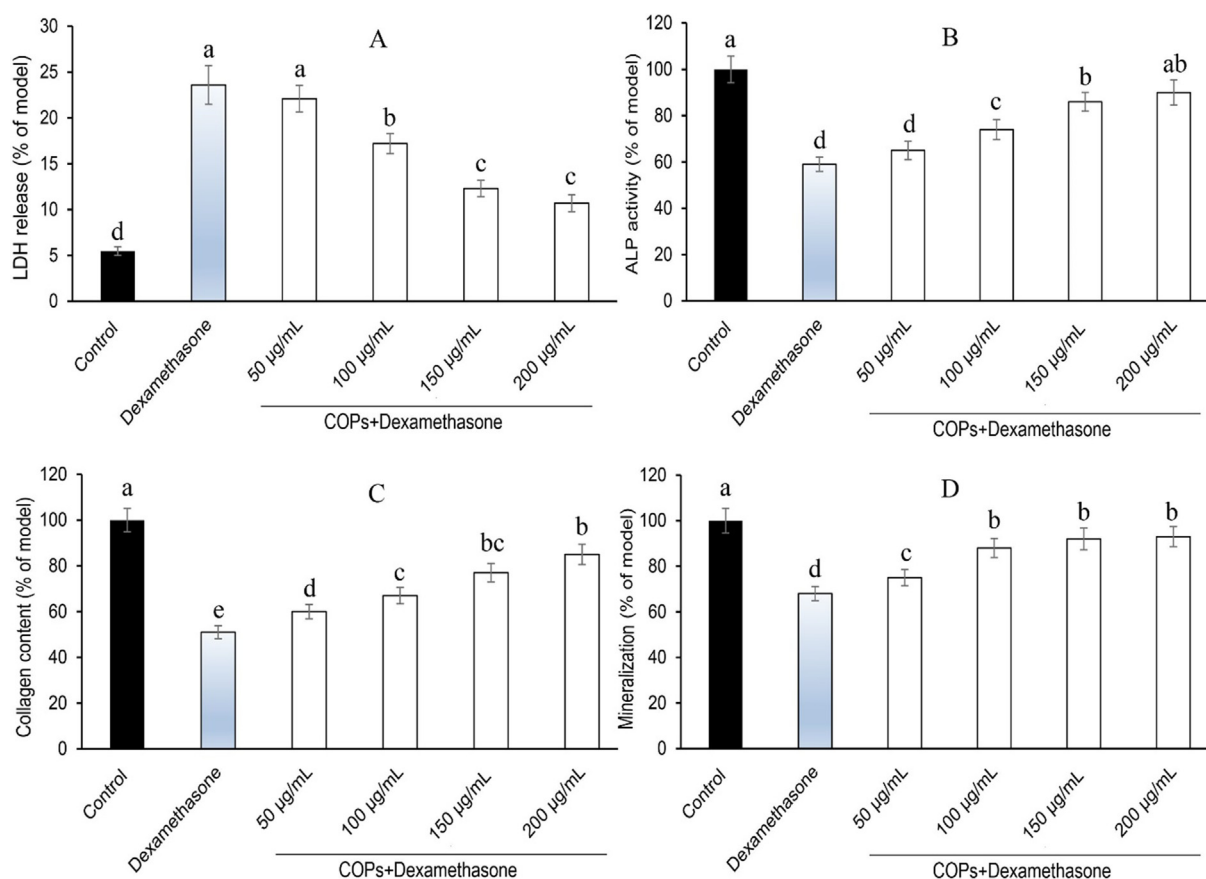 A
LDH release (% of model)
30
25
20
15
10
5
0
d
a
a
b
c
c
Control
Dexamethasone
50 µg/mL
100 µg/mL
150 µg/mL
200 µg/mL
COPs+Dexamethasone
B
ALP activity (% of model)
120
100
80
60
40
20
0
a
d
d
c
b
ab
Control
Dexamethasone
50 µg/mL
100 µg/mL
150 µg/mL
200 µg/mL
COPs+Dexamethasone
C
Collagen content (% of model)
120
100
80
60
40
20
0
a
e
d
c
bc
b
Control
Dexamethasone
50 µg/mL
100 µg/mL
150 µg/mL
200 µg/mL
COPs+Dexamethasone
D
Mineralization (% of model)
120
100
80
60
40
20
0
a
d
c
b
b
b
Control
Dexamethasone
50 µg/mL
100 µg/mL
150 µg/mL
200 µg/mL
COPs+Dexamethasone